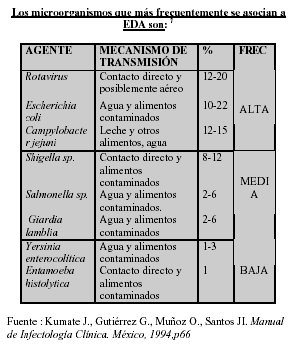 Los microorganismos que más frecuentemente se asocian a
EDA son: 7
AGENTE MECANISMO DE TRANSMISIÓN % FREC
Rotavirus Contacto directo y posiblemente aéreo 12-20
Escherichia coli Agua y alimentos contaminados 10-22 ALTA
Campylobacte r jejuni Leche y otros alimentos, agua 12-15
Shigella sp. Contacto directo y alimentos contaminados 8-12
Salmonella sp. Agua y alimentos contaminados. 2-6 MEDI A
Giardia lamblia Agua y alimentos contaminados 2-6
Yersinia enterocolítica Agua y alimentos contaminados 1-3
Entamoeba histolytica Contacto directo y alimentos contaminados 1 BAJA
Fuente : Kumate J., Gutiérrez G., Muñoz O., Santos JI. Manual
de Infectología Clínica. México, 1994,p66